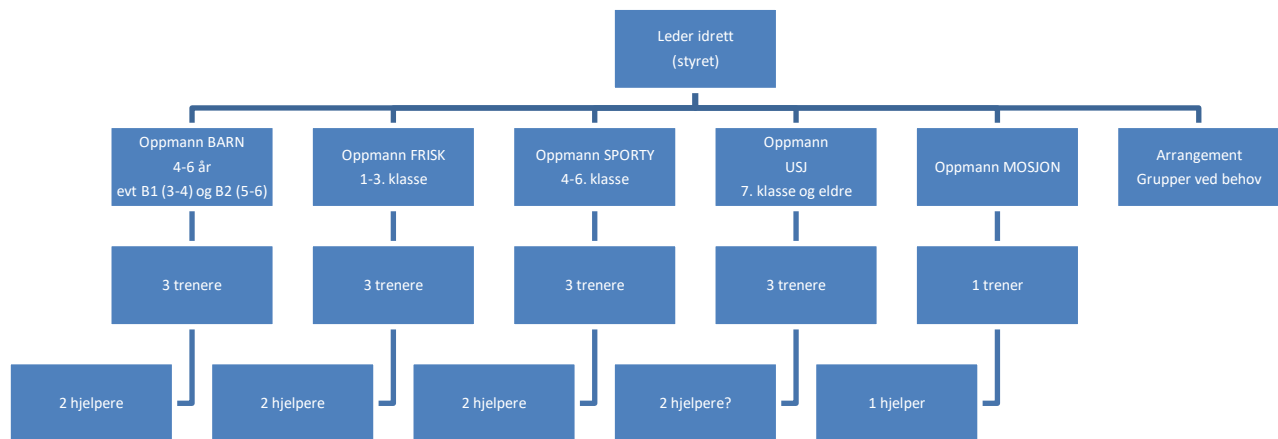 Leder idrett
(styret)
Oppmann BARN
4-6 år
evt B1 (3-4) og B2 (5-6)
Oppmann FRISK
1-3. klasse
Oppmann SPORTY
4-6. klasse
Oppmann
USJ
7. klasse og eldre
Oppmann MOSJON
Arrangement
Grupper ved behov
3 trenere
3 trenere
3 trenere
3 trenere
1 trener
2 hjelpere
2 hjelpere
2 hjelpere
2 hjelpere?
1 hjelper